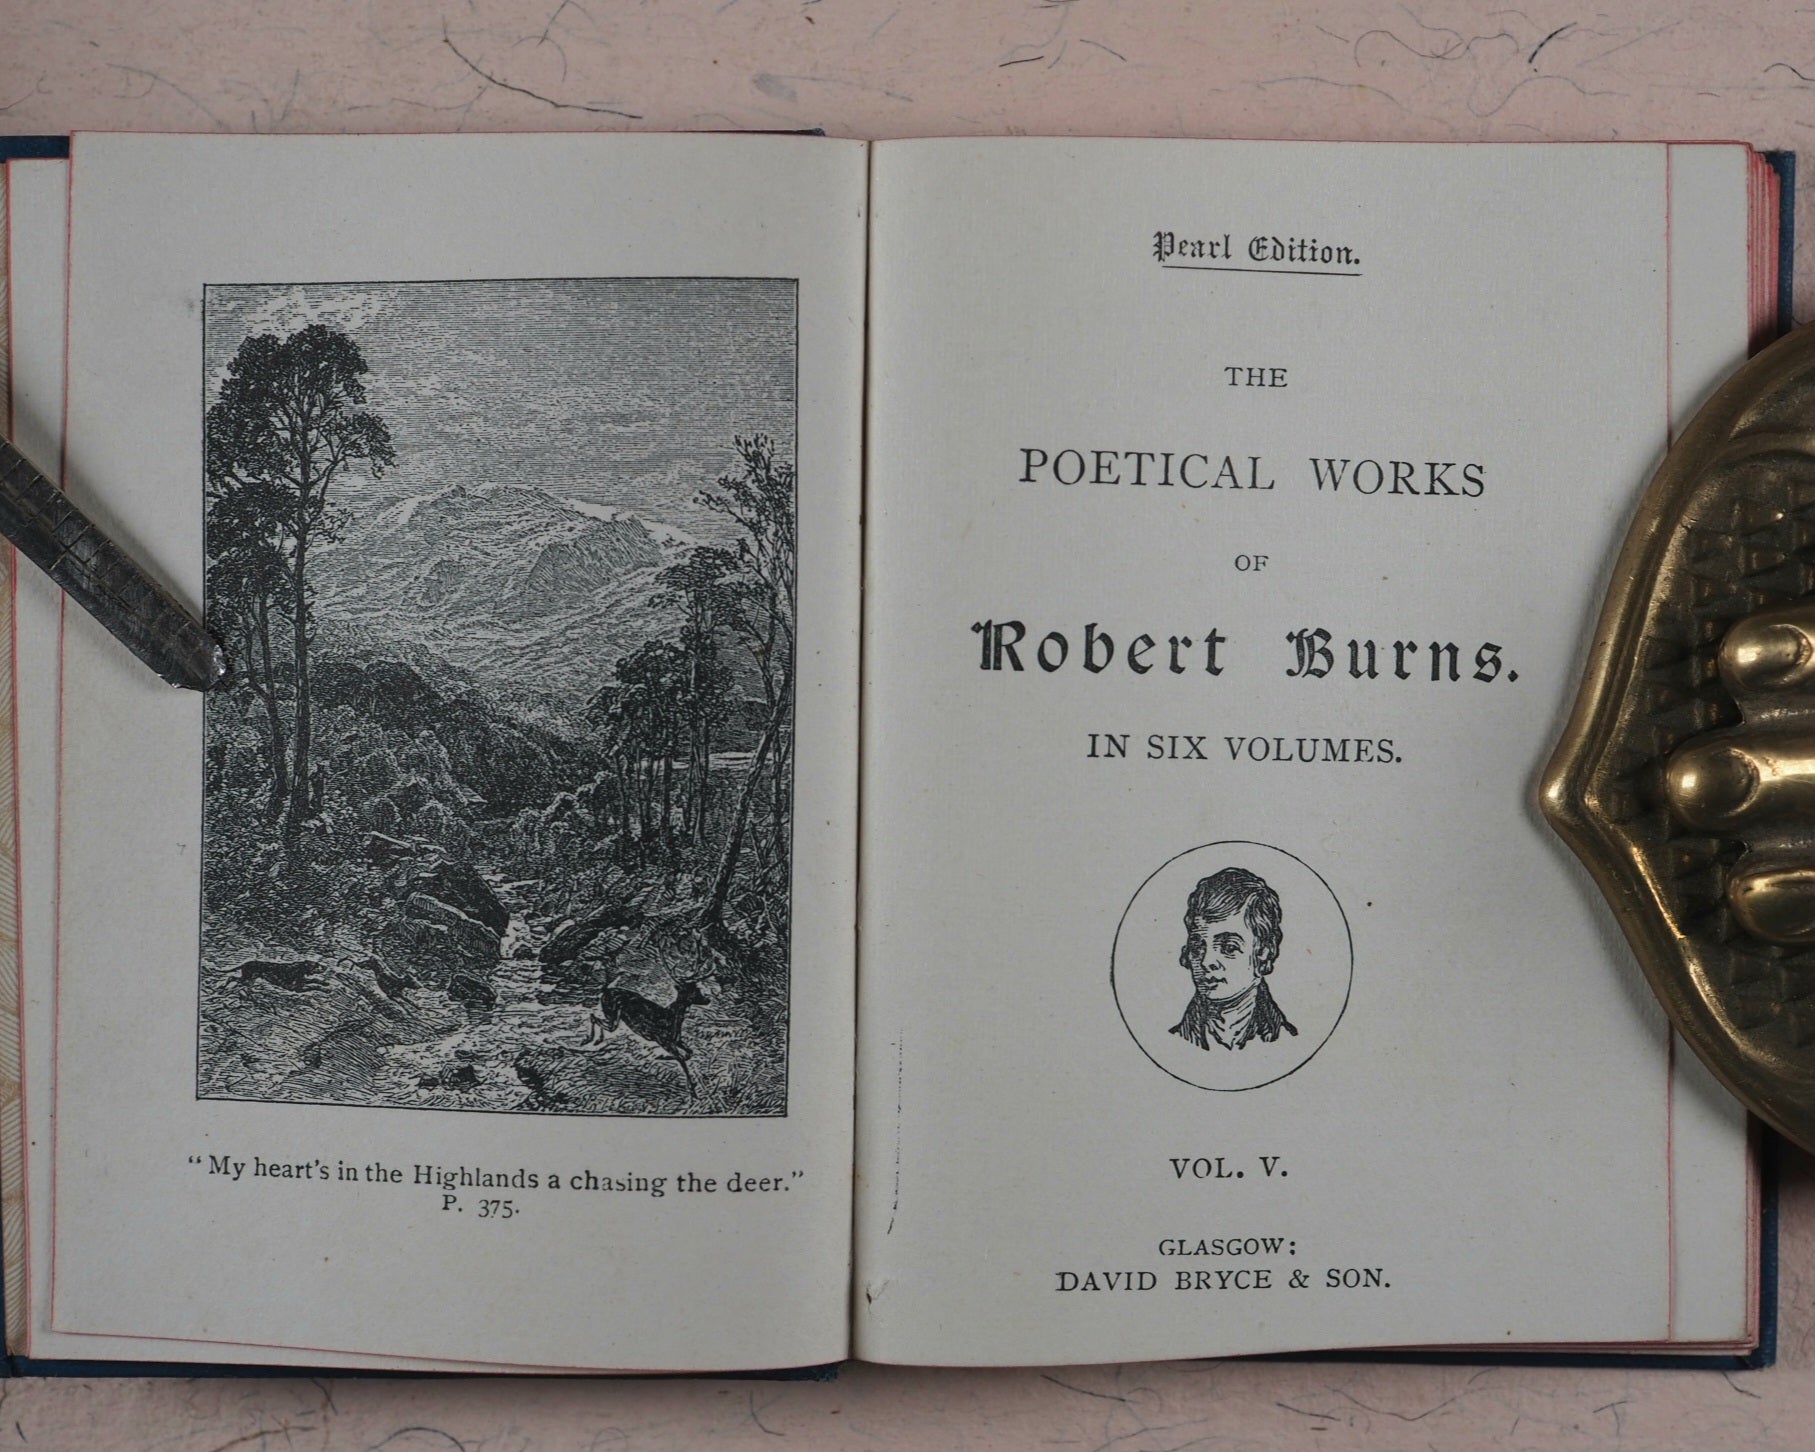 "My heart's in the Highlands a chasing the deer."
P. 375.
Pearl Edition.
THE
POETICAL WORKS
OF
Robert Burns.
IN SIX VOLUMES.
VOL. V.
GLASGOW:
DAVID BRYCE & SON.